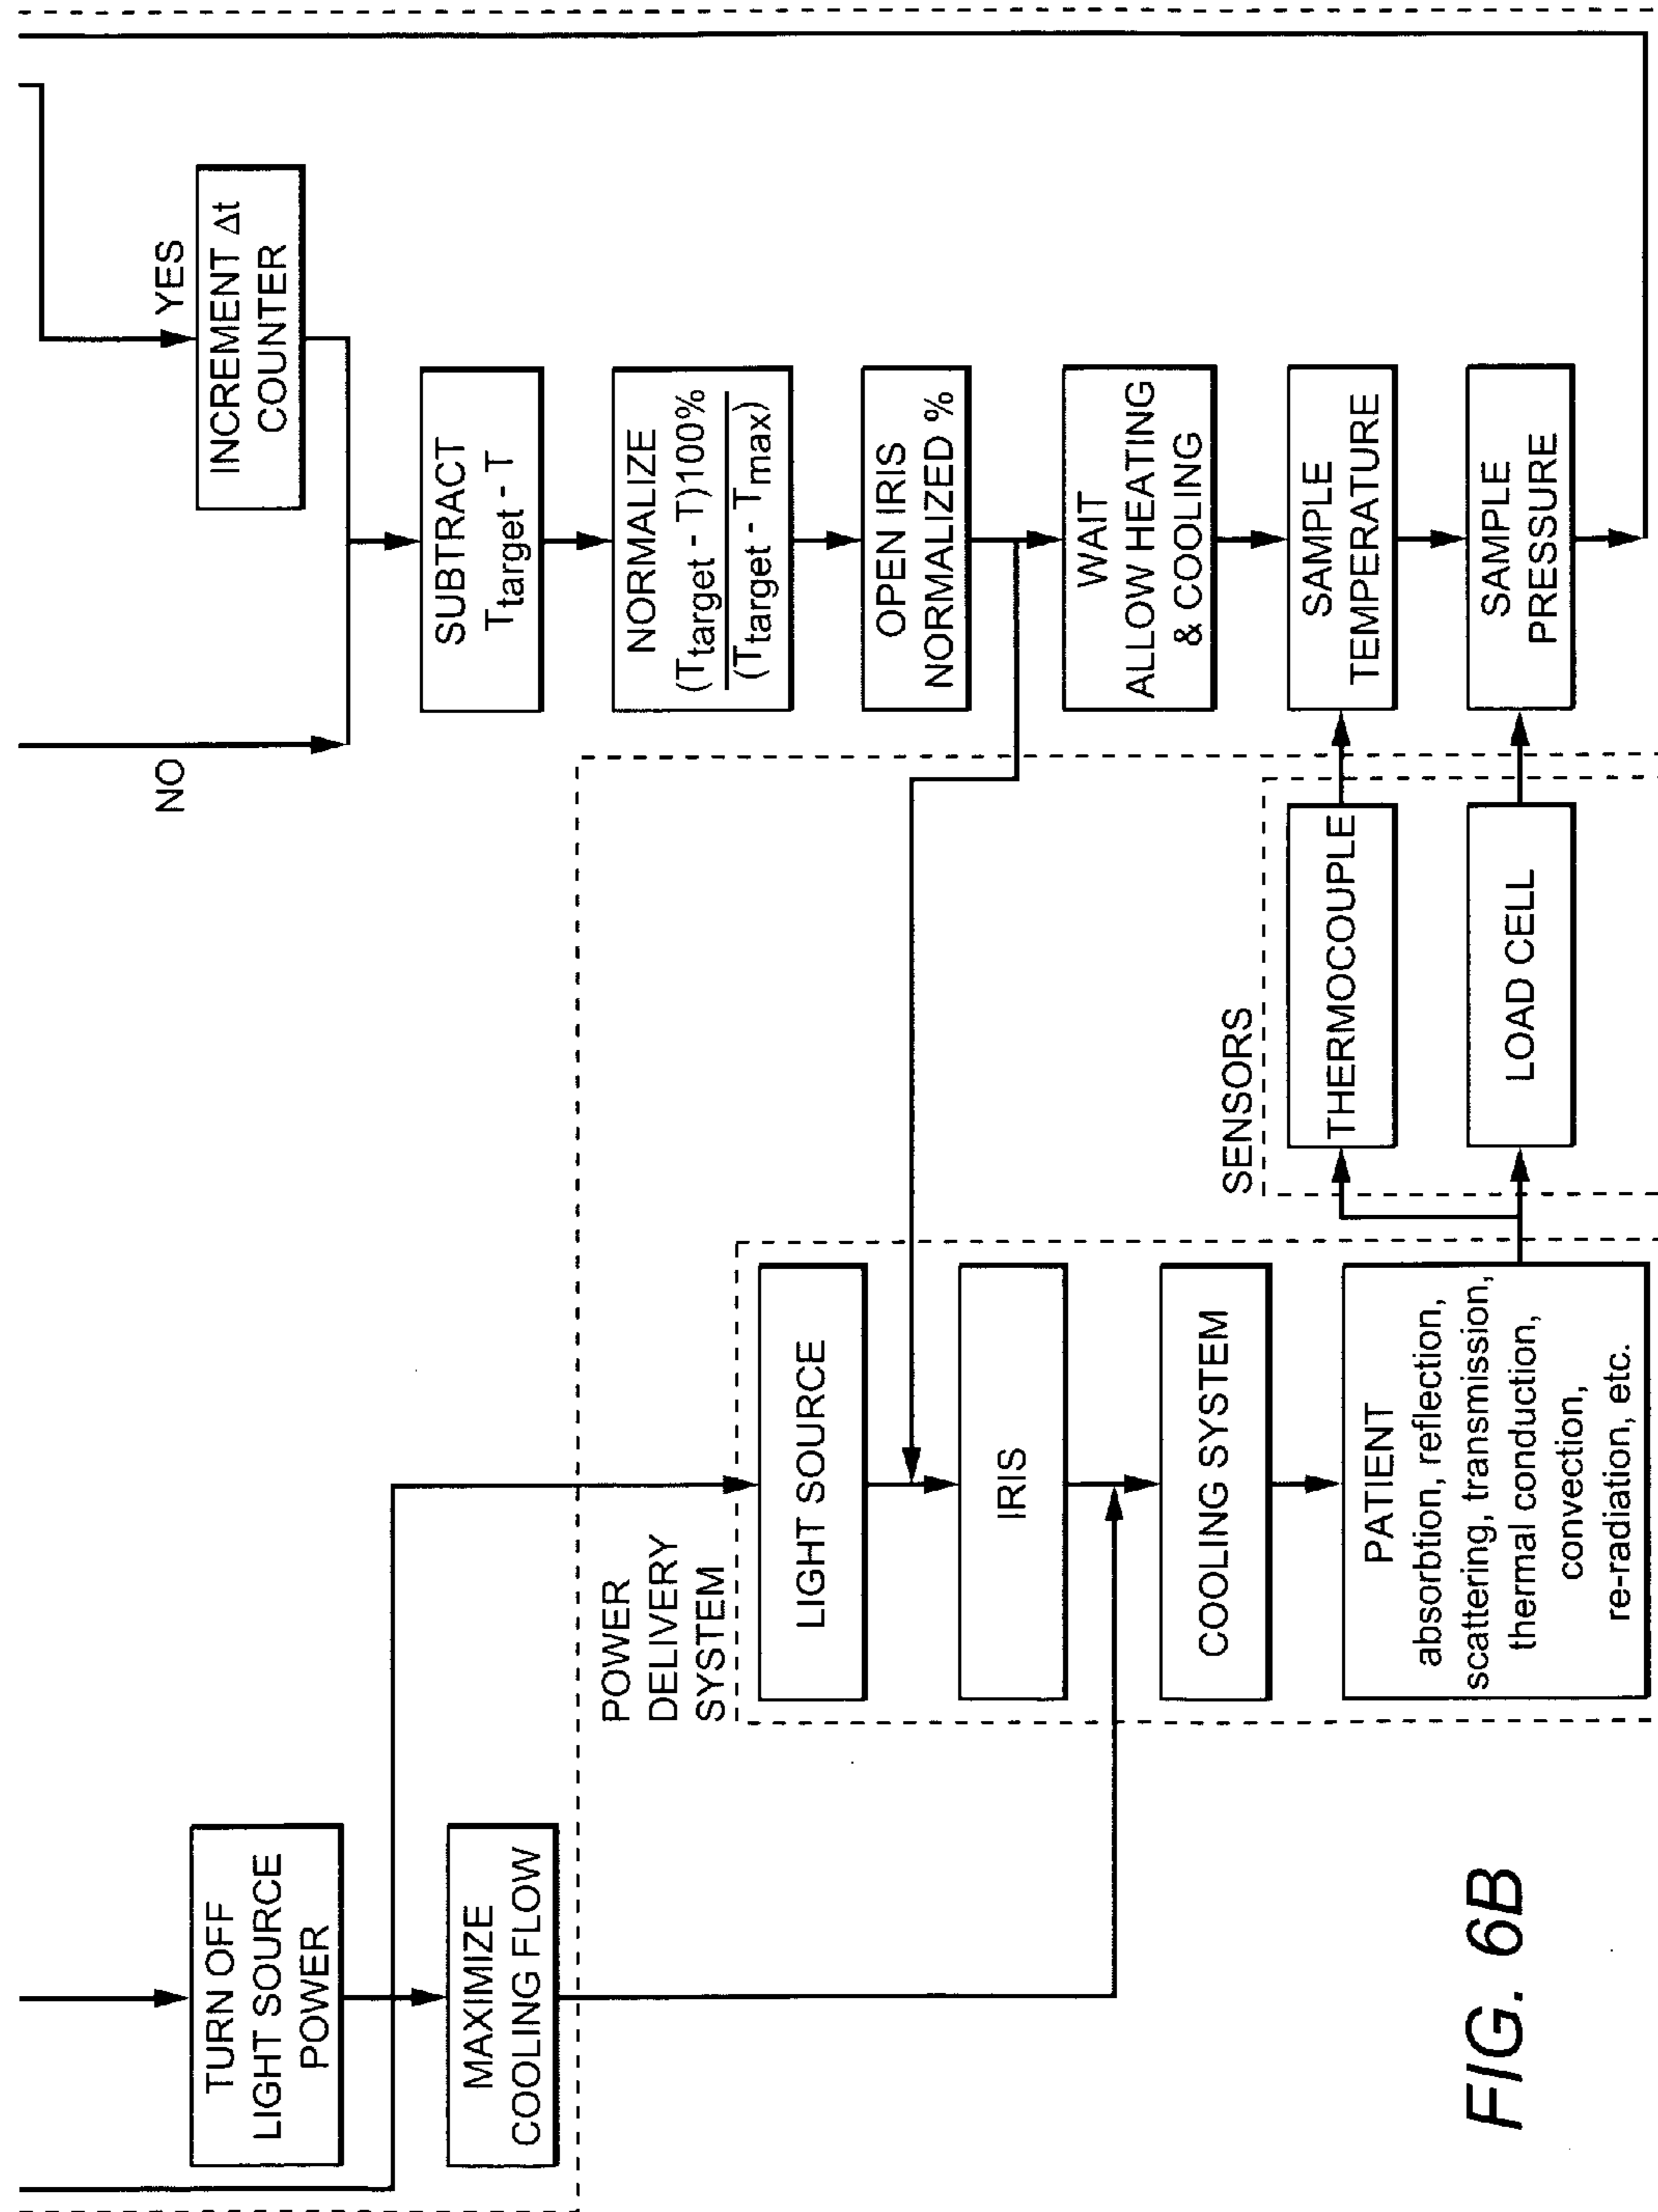 TURN OFF
LIGHT SOURCE
POWER
MAXIMIZE
COOLING FLOW
NO
YES
INCREMENT Δt
COUNTER
SUBTRACT
Ttarget - T
NORMALIZE
(Ttarget - T)100%
(Ttarget - Tmax)
OPEN IRIS
NORMALIZED %
WAIT
ALLOW HEATING
& COOLING
SAMPLE
TEMPERATURE
SAMPLE
PRESSURE
POWER
DELIVERY
SYSTEM
LIGHT SOURCE
IRIS
COOLING SYSTEM
PATIENT
absorbtion, reflection,
scattering, transmission,
thermal conduction,
convection,
re-radiation, etc.
SENSORS
THERMOCOUPLE
LOAD CELL
FIG. 6B